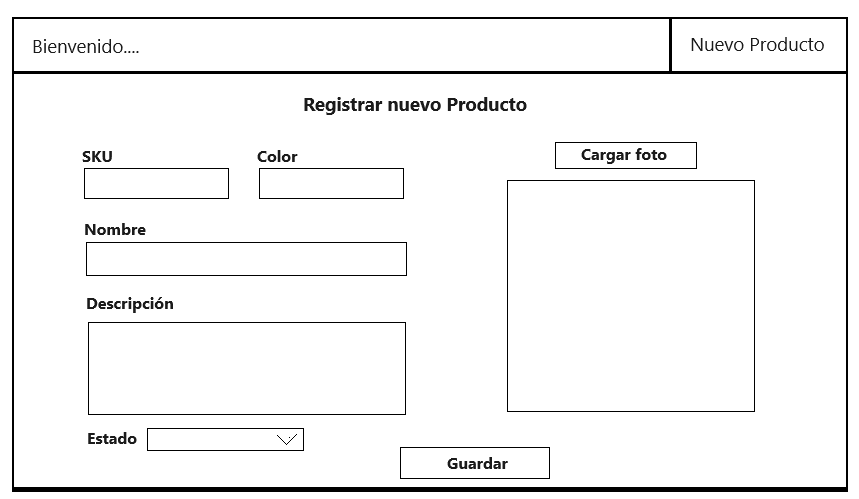 Bienvenido....
Nuevo Producto
Registrar nuevo Producto
SKU
Color
Cargar foto
Nombre
Descripción
Estado
Guardar